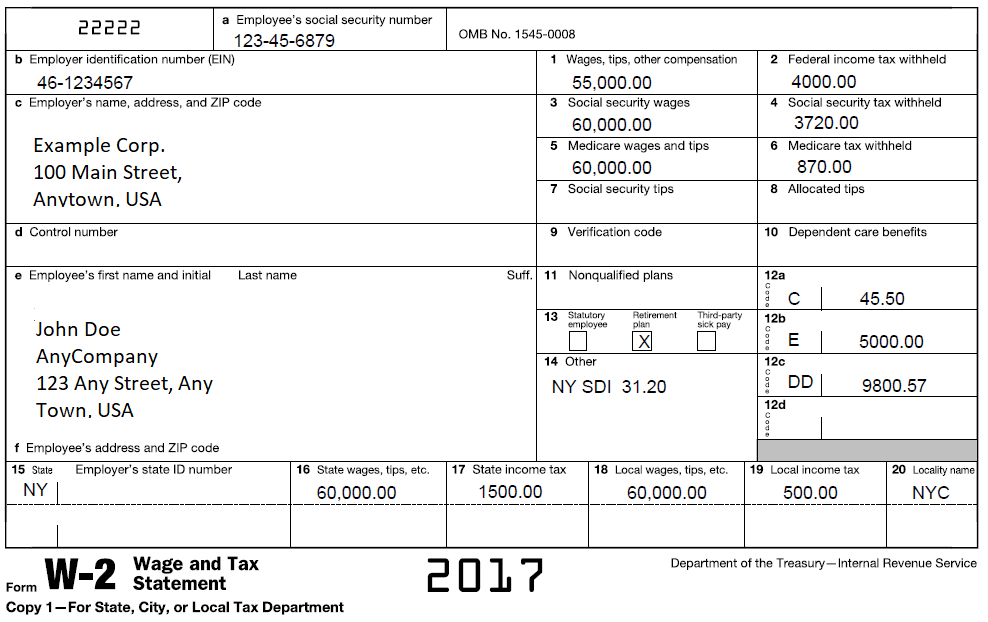 22222
a Employee's social security number
123-45-6879
OMB No. 1545-0008
b Employer identification number (EIN)
46-1234567
1 Wages, tips, other compensation
55,000.00
2 Federal income tax withheld
4000.00
c Employer's name, address, and ZIP code
Example Corp.
100 Main Street,
Anytown, USA
3 Social security wages
60,000.00
4 Social security tax withheld
3720.00
5 Medicare wages and tips
60,000.00
6 Medicare tax withheld
870.00
7 Social security tips
8 Allocated tips
d Control number
9 Verification code
10 Dependent care benefits
e Employee's first name and initial Last name Suff.
John Doe
AnyCompany
123 Any Street, Any
Town, USA
f Employee's address and ZIP code
11 Nonqualified plans
12a
Code
C 45.50
13 Statutory employee Retirement plan Third-party sick pay
X
12b
Code
E 5000.00
14 Other
NY SDI 31.20
12c
Code
DD 9800.57
12d
Code
15 State Employer's state ID number
NY
16 State wages, tips, etc.
60,000.00
17 State income tax
1500.00
18 Local wages, tips, etc.
60,000.00
19 Local income tax
500.00
20 Locality name
NYC
Form W-2 Wage and Tax Statement
2017
Department of the Treasury—Internal Revenue Service
Copy 1—For State, City, or Local Tax Department